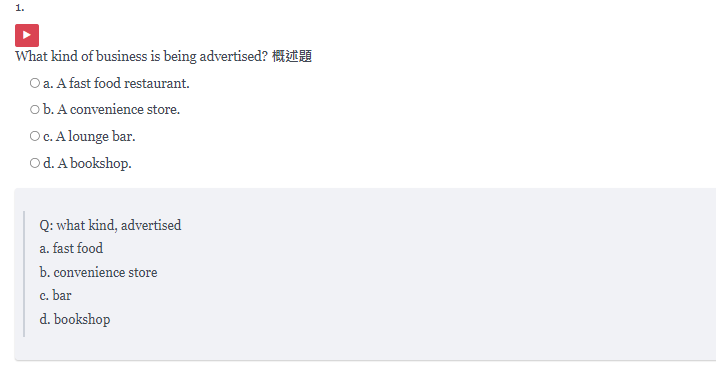 1.
What kind of business is being advertised? 概述題
a. A fast food restaurant.
b. A convenience store.
c. A lounge bar.
d. A bookshop.
Q: what kind, advertised
a. fast food
b. convenience store
c. bar
d. bookshop